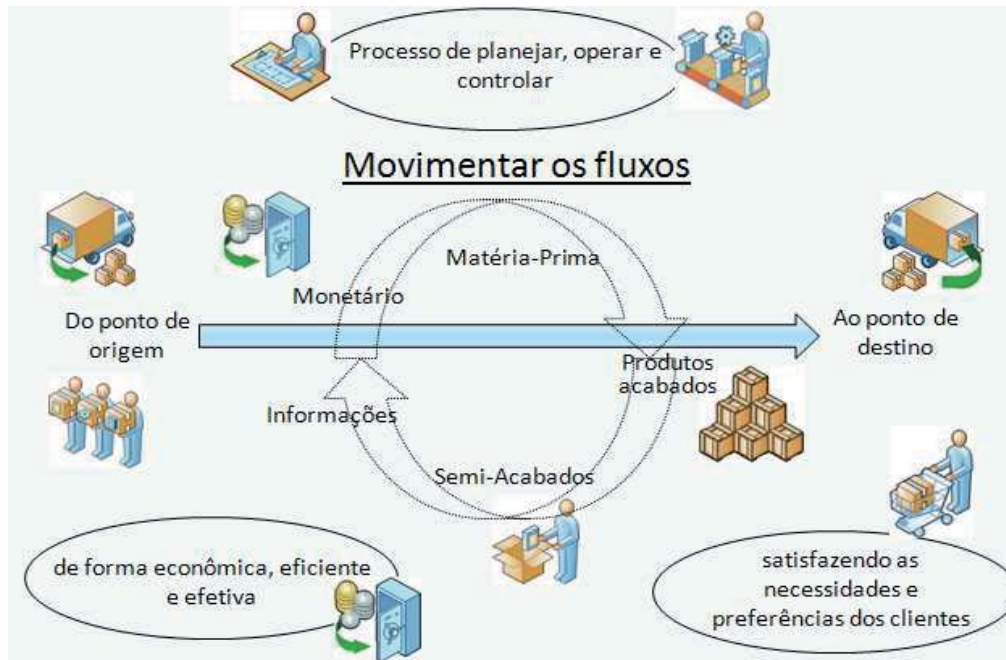 Processo de planejar, operar e
controlar
Movimentar os fluxos
Matéria-Prima
Monetário
Do ponto de
origem
Ao ponto de
destino
Produtos
acabados
Informações
Semi-Acabados
de forma econômica, eficiente
e efetiva
satisfazendo as
necessidades e
preferências dos clientes